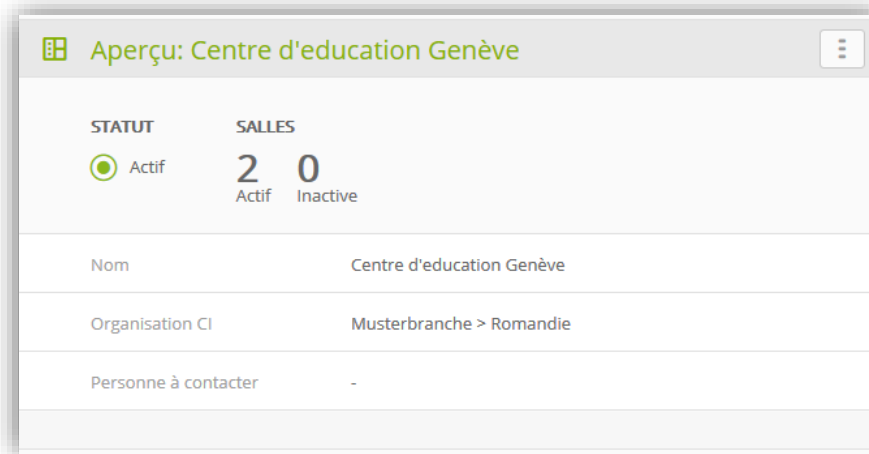 Aperçu: Centre d'education Genève
STATUT SALLES
Actif 2 0
Actif Inactive
Nom Centre d'education Genève
Organisation CI Musterbranche > Romandie
Personne à contacter -